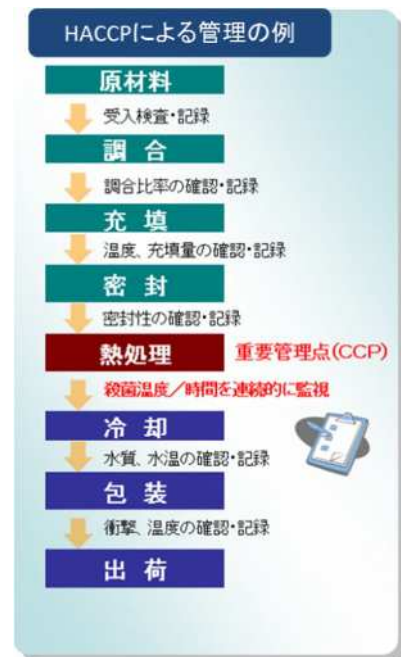 HACCPによる管理の例
原材料
受入検査・記録
調 合
調合比率の確認・記録
充 填
温度、充填量の確認・記録
密 封
密封性の確認・記録
熱処理 重要管理点(CCP)
殺菌温度/時間を連続的に監視
冷 却
水質、水温の確認・記録
包 装
衝撃、温度の確認・記録
出 荷